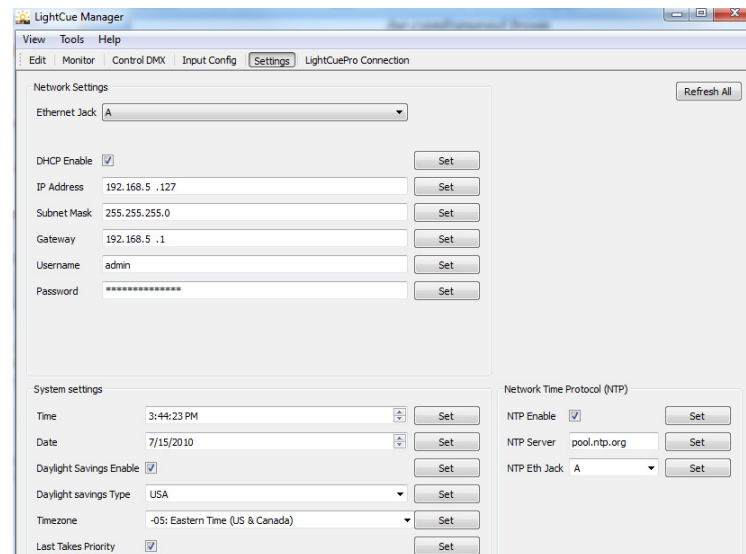 LightCue Manager
View Tools Help
Edit Monitor Control DMX Input Config Settings LightCuePro Connection
Network Settings
Refresh All
Ethernet Jack A
DHCP Enable Set
IP Address 192.168.5 .127 Set
Subnet Mask 255.255.255.0 Set
Gateway 192.168.5 .1 Set
Username admin Set
Password ************** Set
System settings
Time 3:44:23 PM Set
Date 7/15/2010 Set
Daylight Savings Enable Set
Daylight savings Type USA Set
Timezone -05: Eastern Time (US & Canada) Set
Last Takes Priority Set
Network Time Protocol (NTP)
NTP Enable Set
NTP Server pool.ntp.org Set
NTP Eth Jack A Set